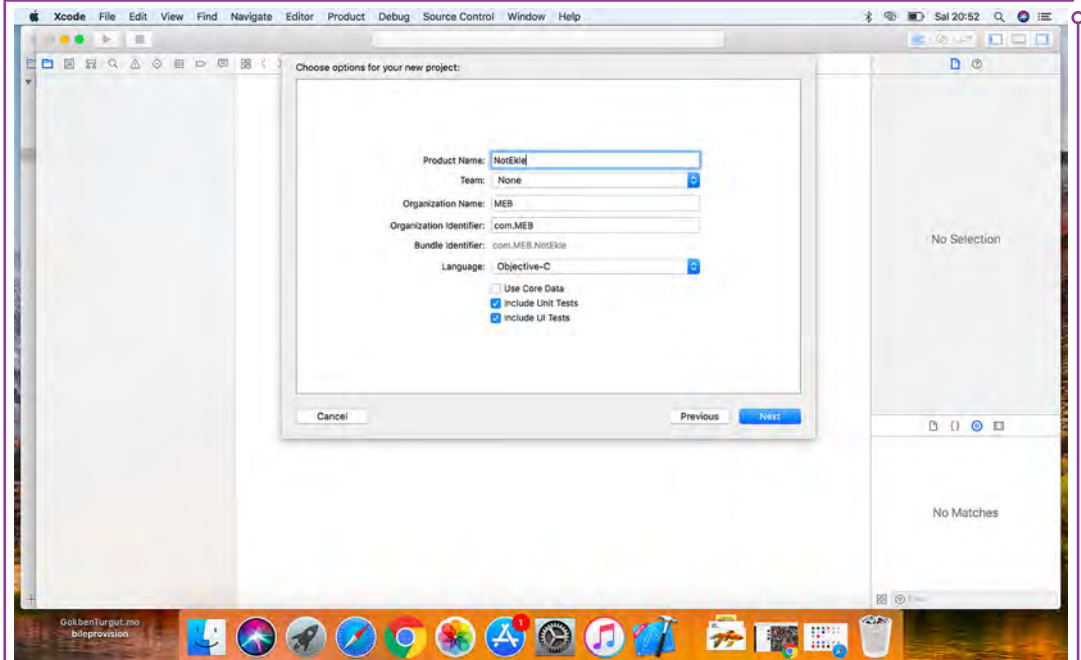 Xcode File Edit View Find Navigate Editor Product Debug Source Control Window Help
Sal 20:52
Choose options for your new project:
Product Name: NotEkle
Team: None
Organization Name: MEB
Organization Identifier: com.MEB
Bundle Identifier: com.MEB.NotEkle
Language: Objective-C
Use Core Data
Include Unit Tests
Include UI Tests
Cancel
Previous
Next
No Selection
No Matches
GokbenTurgut.mo
bileprovision
1